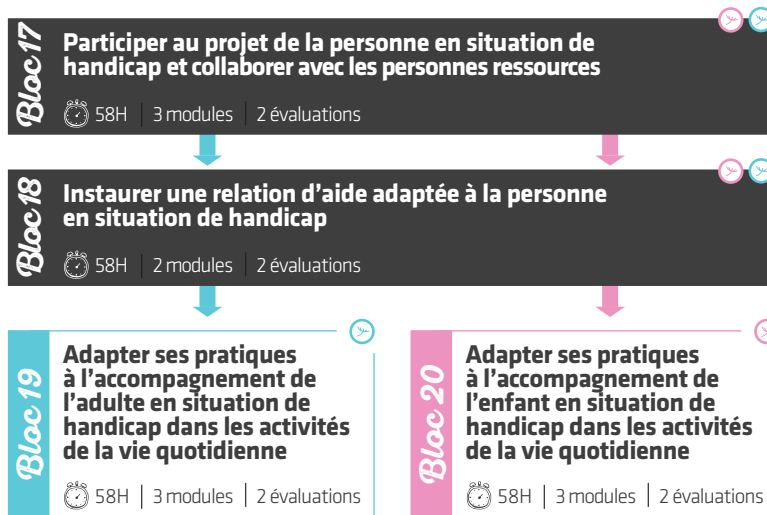 Bloc 17
Participer au projet de la personne en situation de
handicap et collaborer avec les personnes ressources
58H | 3 modules | 2 évaluations
Bloc 18
Instaurer une relation d’aide adaptée à la personne
en situation de handicap
58H | 2 modules | 2 évaluations
Bloc 19
Adapter ses pratiques
à l’accompagnement de
l’adulte en situation de
handicap dans les activités
de la vie quotidienne
58H | 3 modules | 2 évaluations
Bloc 20
Adapter ses pratiques
à l’accompagnement de
l’enfant en situation de
handicap dans les activités
de la vie quotidienne
58H | 3 modules | 2 évaluations